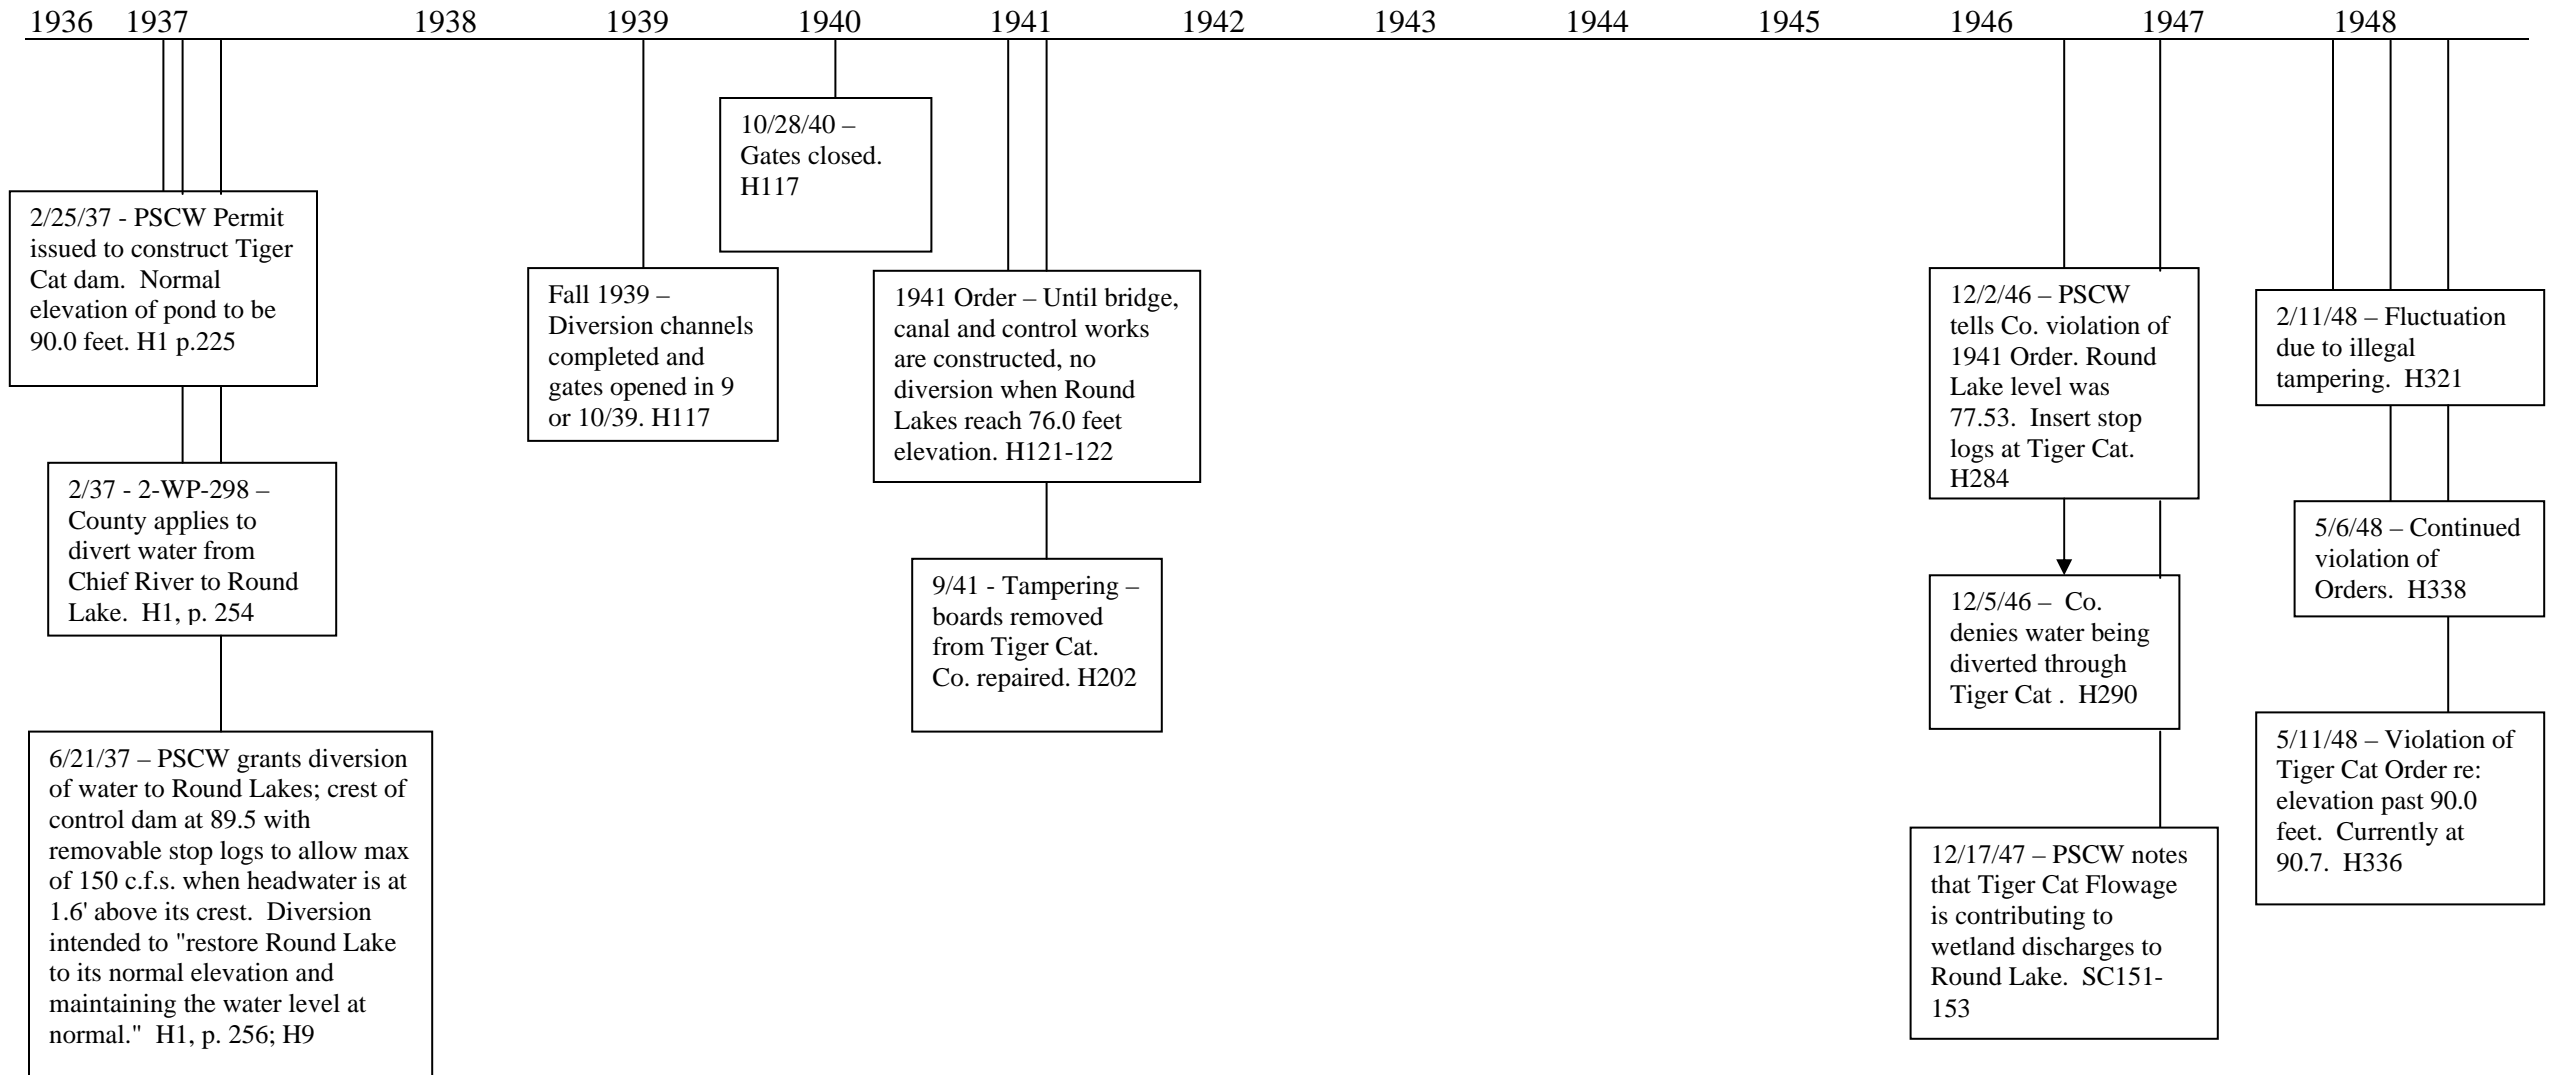 1936 1937 1938 1939 1940 1941 1942 1943 1944 1945 1946 1947 1948
2/25/37 - PSCW Permit
issued to construct Tiger
Cat dam. Normal
elevation of pond to be
90.0 feet. H1 p.225
2/37 - 2-WP-298 –
County applies to
divert water from
Chief River to Round
Lake. H1, p. 254
6/21/37 – PSCW grants diversion
of water to Round Lakes; crest of
control dam at 89.5 with
removable stop logs to allow max
of 150 c.f.s. when headwater is at
1.6' above its crest. Diversion
intended to "restore Round Lake
to its normal elevation and
maintaining the water level at
normal." H1, p. 256; H9
Fall 1939 –
Diversion channels
completed and
gates opened in 9
or 10/39. H117
10/28/40 –
Gates closed.
H117
1941 Order – Until bridge,
canal and control works
are constructed, no
diversion when Round
Lakes reach 76.0 feet
elevation. H121-122
9/41 - Tampering –
boards removed
from Tiger Cat.
Co. repaired. H202
12/2/46 – PSCW
tells Co. violation of
1941 Order. Round
Lake level was
77.53. Insert stop
logs at Tiger Cat.
H284
12/5/46 – Co.
denies water being
diverted through
Tiger Cat . H290
12/17/47 – PSCW notes
that Tiger Cat Flowage
is contributing to
wetland discharges to
Round Lake. SC151-
153
2/11/48 – Fluctuation
due to illegal
tampering. H321
5/6/48 – Continued
violation of
Orders. H338
5/11/48 – Violation of
Tiger Cat Order re:
elevation past 90.0
feet. Currently at
90.7. H336